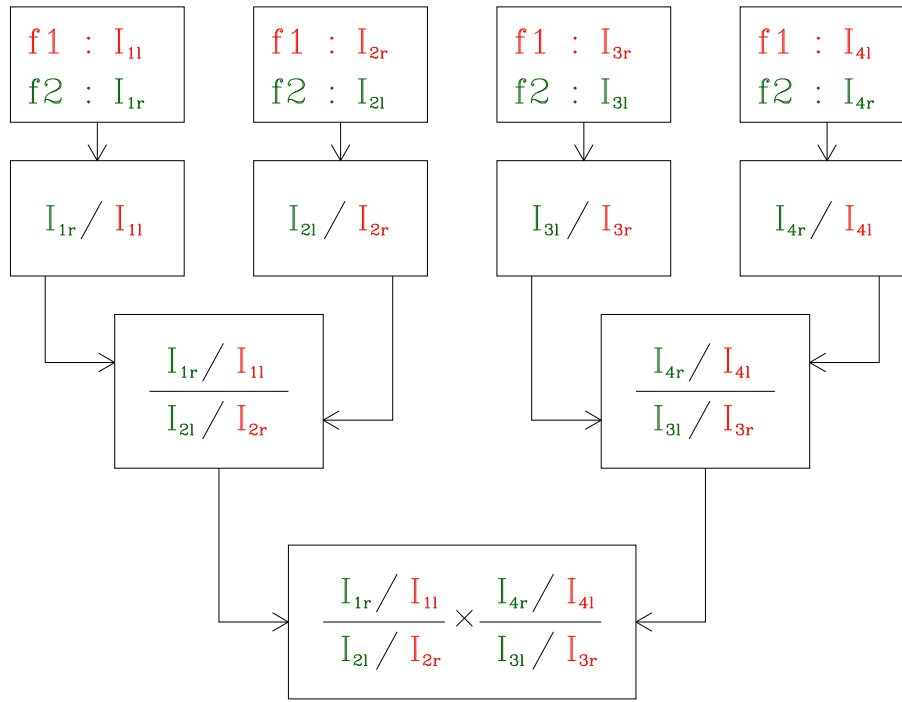 f1 : I1l
f2 : I1r
f1 : I2r
f2 : I2l
f1 : I3r
f2 : I3l
f1 : I4l
f2 : I4r
I1r / I1l
I2l / I2r
I3l / I3r
I4r / I4l
I1r / I1l
I2l / I2r
I4r / I4l
I3l / I3r
I1r / I1l × I4r / I4l
I2l / I2r I3l / I3r